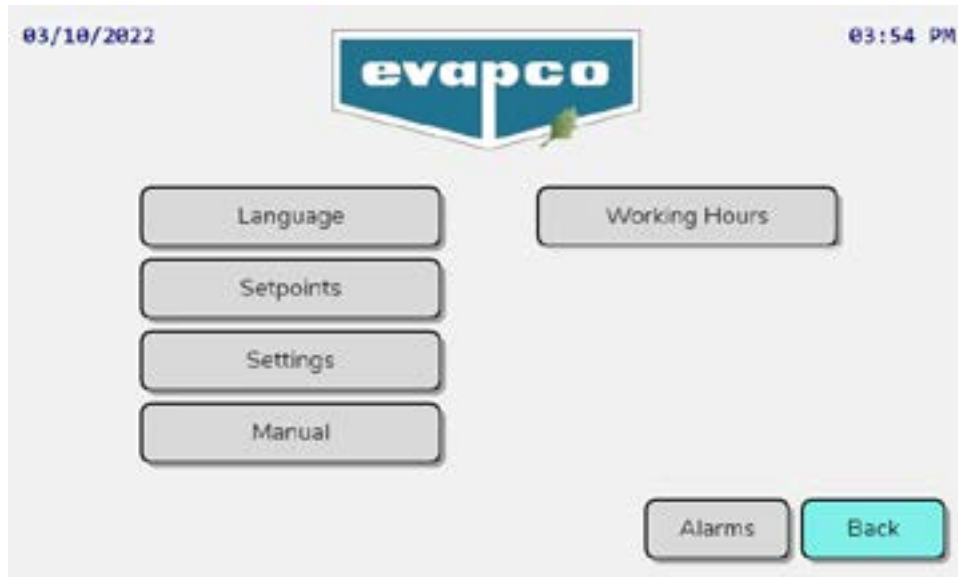 03/10/2022
03:54 PM
evapco
Language
Working Hours
Setpoints
Settings
Manual
Alarms
Back